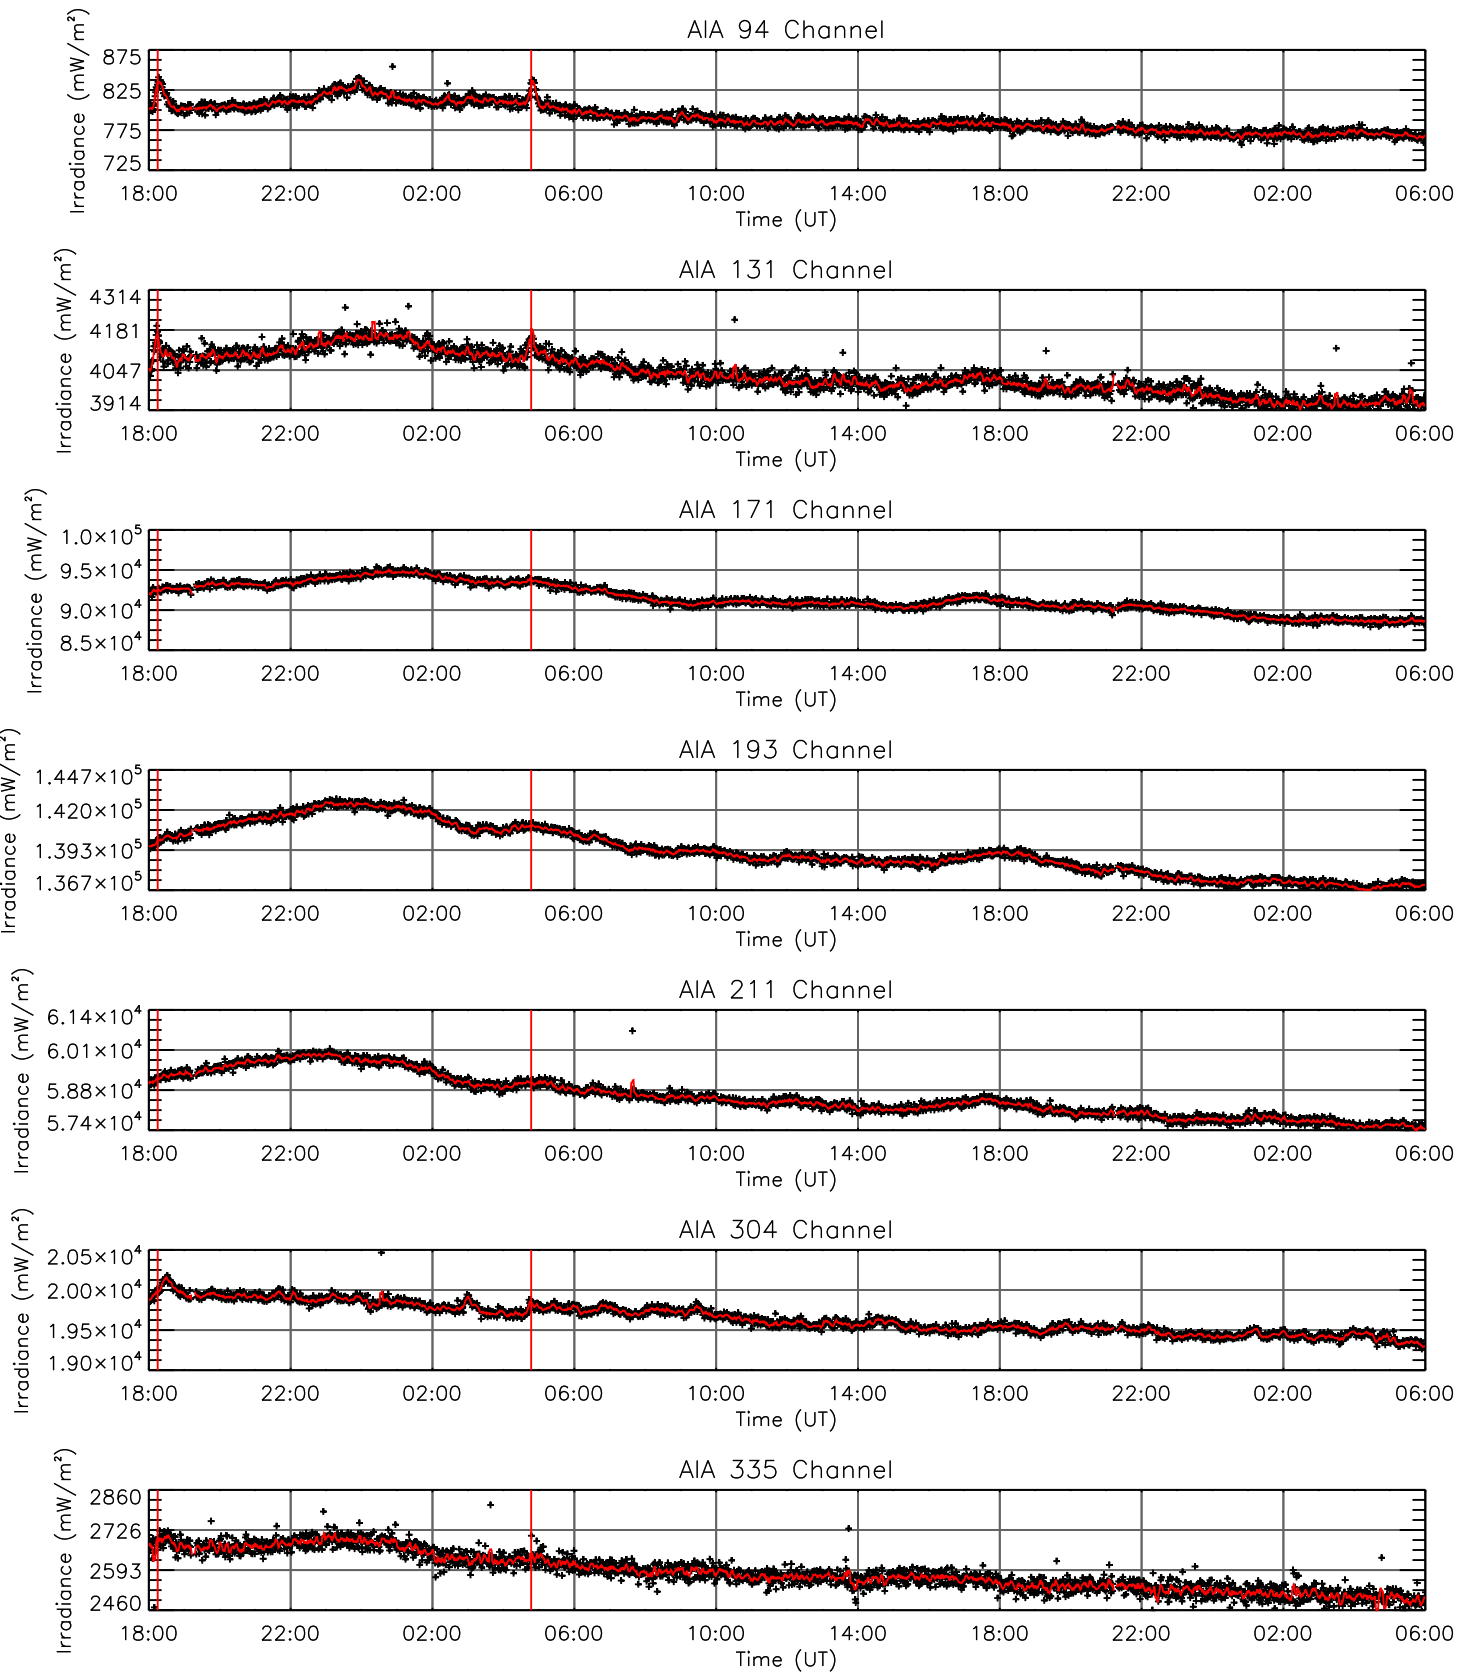 AIA 94 Channel
Irradiance (mW/m²)
875
825
775
725
18:00 22:00 02:00 06:00 10:00 14:00 18:00 22:00 02:00 06:00
Time (UT)
AIA 131 Channel
Irradiance (mW/m²)
4314
4181
4047
3914
18:00 22:00 02:00 06:00 10:00 14:00 18:00 22:00 02:00 06:00
Time (UT)
AIA 171 Channel
Irradiance (mW/m²)
1.0×10⁵
9.5×10⁴
9.0×10⁴
8.5×10⁴
18:00 22:00 02:00 06:00 10:00 14:00 18:00 22:00 02:00 06:00
Time (UT)
AIA 193 Channel
Irradiance (mW/m²)
1.447×10⁵
1.420×10⁵
1.393×10⁵
1.367×10⁵
18:00 22:00 02:00 06:00 10:00 14:00 18:00 22:00 02:00 06:00
Time (UT)
AIA 211 Channel
Irradiance (mW/m²)
6.14×10⁴
6.01×10⁴
5.88×10⁴
5.74×10⁴
18:00 22:00 02:00 06:00 10:00 14:00 18:00 22:00 02:00 06:00
Time (UT)
AIA 304 Channel
Irradiance (mW/m²)
2.05×10⁴
2.00×10⁴
1.95×10⁴
1.90×10⁴
18:00 22:00 02:00 06:00 10:00 14:00 18:00 22:00 02:00 06:00
Time (UT)
AIA 335 Channel
Irradiance (mW/m²)
2860
2726
2593
2460
18:00 22:00 02:00 06:00 10:00 14:00 18:00 22:00 02:00 06:00
Time (UT)